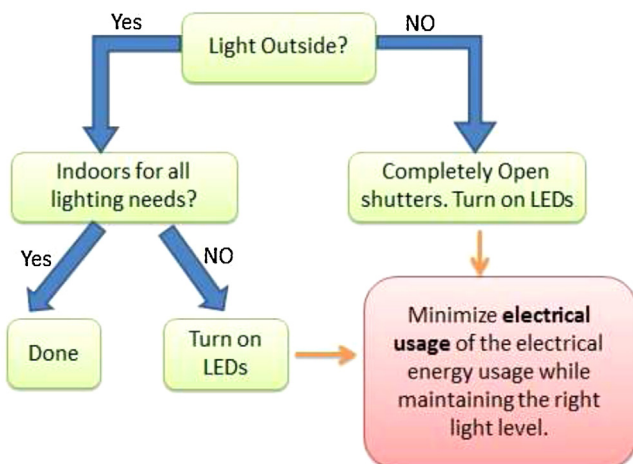 Yes
Light Outside?
NO
Indoors for all
lighting needs?
Completely Open
shutters. Turn on LEDs
Yes
NO
Done
Turn on
LEDs
Minimize electrical
usage of the electrical
energy usage while
maintaining the right
light level.